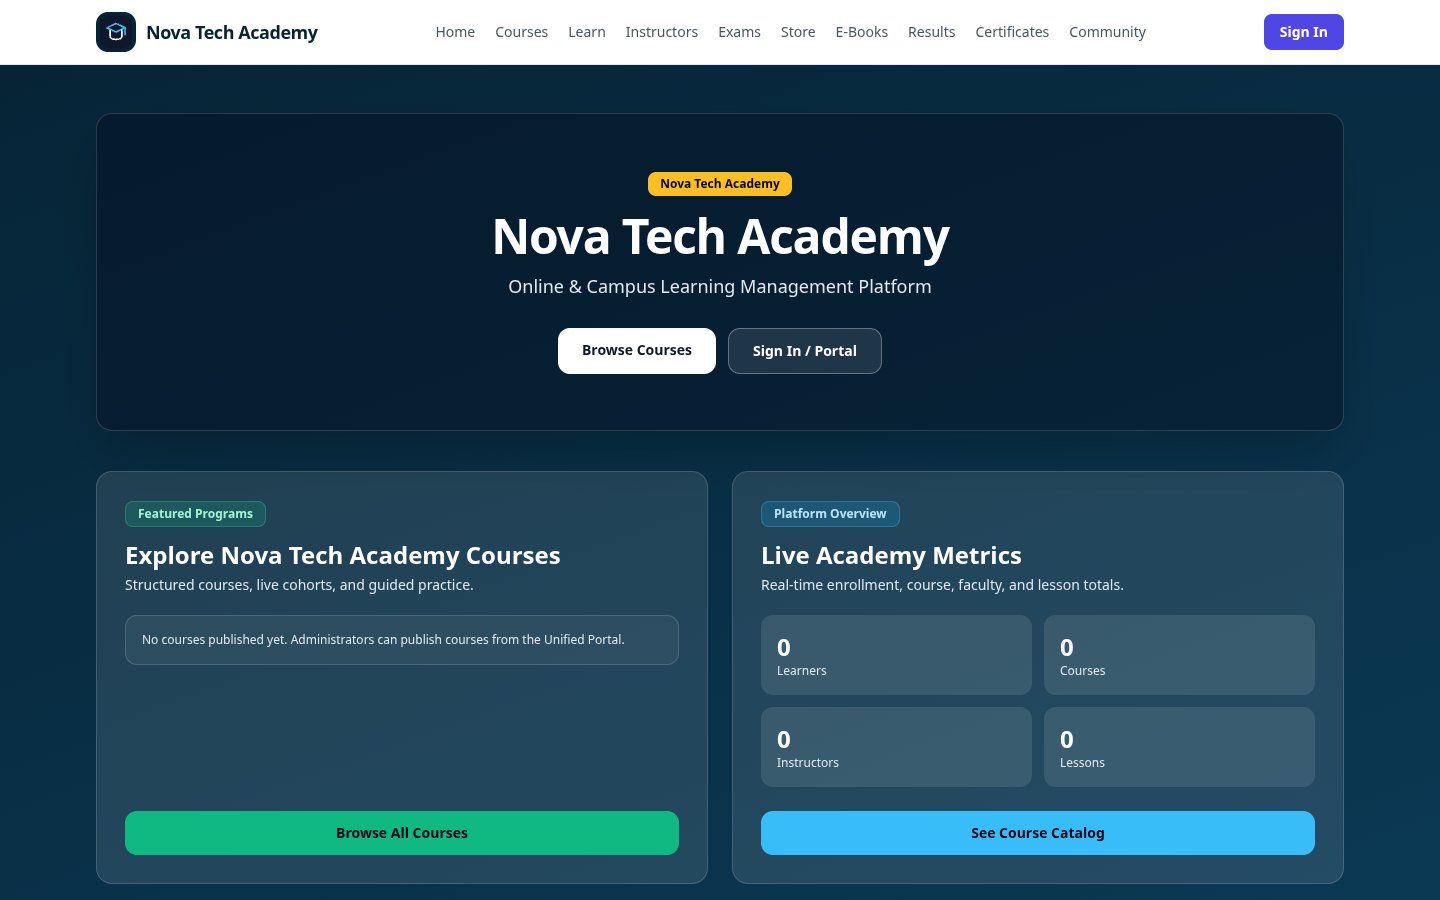 Nova Tech Academy
Home
Courses
Learn
Instructors
Exams
Store
E-Books
Results
Certificates
Community
Sign In
Nova Tech Academy
Nova Tech Academy
Online & Campus Learning Management Platform
Browse Courses
Sign In / Portal
Featured Programs
Explore Nova Tech Academy Courses
Structured courses, live cohorts, and guided practice.
No courses published yet. Administrators can publish courses from the Unified Portal.
Browse All Courses
Platform Overview
Live Academy Metrics
Real-time enrollment, course, faculty, and lesson totals.
0
Learners
0
Courses
0
Instructors
0
Lessons
See Course Catalog